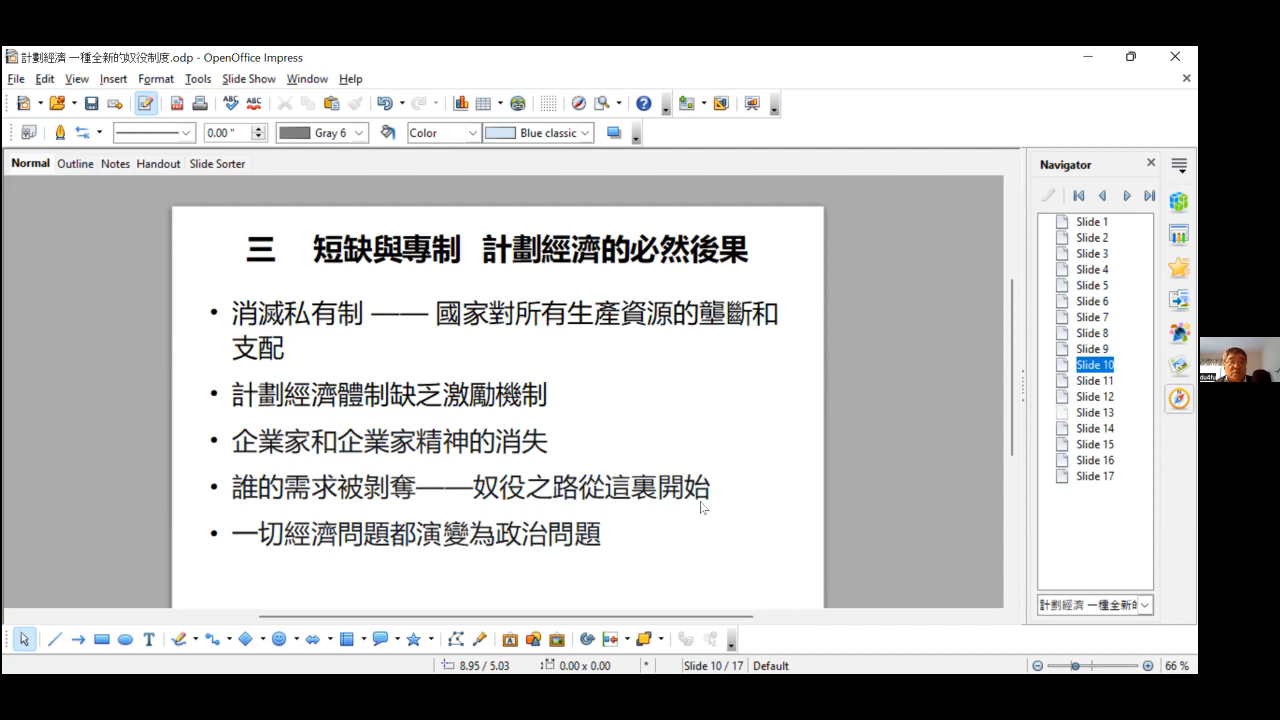 計劃經濟 一種全新的奴役制度.odp - OpenOffice Impress
File Edit View Insert Format Tools Slide Show Window Help
0.00 " Gray 6 Color Blue classic
Normal Outline Notes Handout Slide Sorter
三 短缺與專制 計劃經濟的必然後果
• 消滅私有制 —— 國家對所有生產資源的壟斷和
支配
• 計劃經濟體制缺乏激勵機制
• 企業家和企業家精神的消失
• 誰的需求被剝奪——奴役之路從這裏開始
• 一切經濟問題都演變為政治問題
Navigator
Slide 1
Slide 2
Slide 3
Slide 4
Slide 5
Slide 6
Slide 7
Slide 8
Slide 9
Slide 10
Slide 11
Slide 12
Slide 13
Slide 14
Slide 15
Slide 16
Slide 17
計劃經濟 一種全新的
8.95 / 5.03 0.00 x 0.00 * Slide 10 / 17 Default 66 %